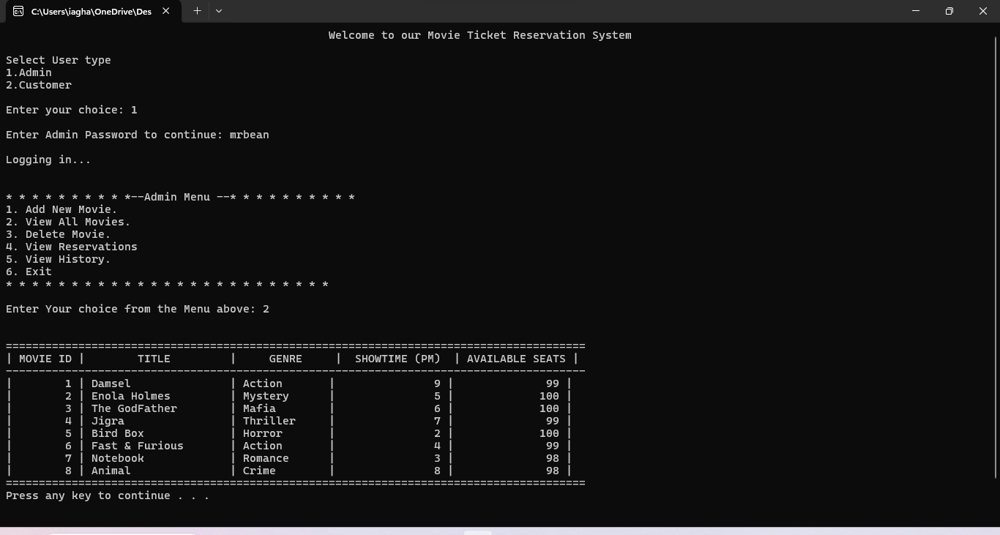 C:\Users\iagha\OneDrive\Des
Welcome to our Movie Ticket Reservation System
Select User type
1.Admin
2.Customer
Enter your choice: 1
Enter Admin Password to continue: mrbean
Logging in...
* * * * * * * * * *--Admin Menu --* * * * * * * * * *
1. Add New Movie.
2. View All Movies.
3. Delete Movie.
4. View Reservations
5. View History.
6. Exit
* * * * * * * * * * * * * * * * * * * * * * * * *
Enter Your choice from the Menu above: 2
========================================================================================
| MOVIE ID | TITLE | GENRE | SHOWTIME (PM) | AVAILABLE SEATS |
----------------------------------------------------------------------------------------
| 1 | Damsel | Action | 9 | 99 |
| 2 | Enola Holmes | Mystery | 5 | 100 |
| 3 | The GodFather | Mafia | 6 | 100 |
| 4 | Jigra | Thriller | 7 | 99 |
| 5 | Bird Box | Horror | 2 | 100 |
| 6 | Fast & Furious | Action | 4 | 99 |
| 7 | Notebook | Romance | 3 | 98 |
| 8 | Animal | Crime | 8 | 98 |
========================================================================================
Press any key to continue . . .